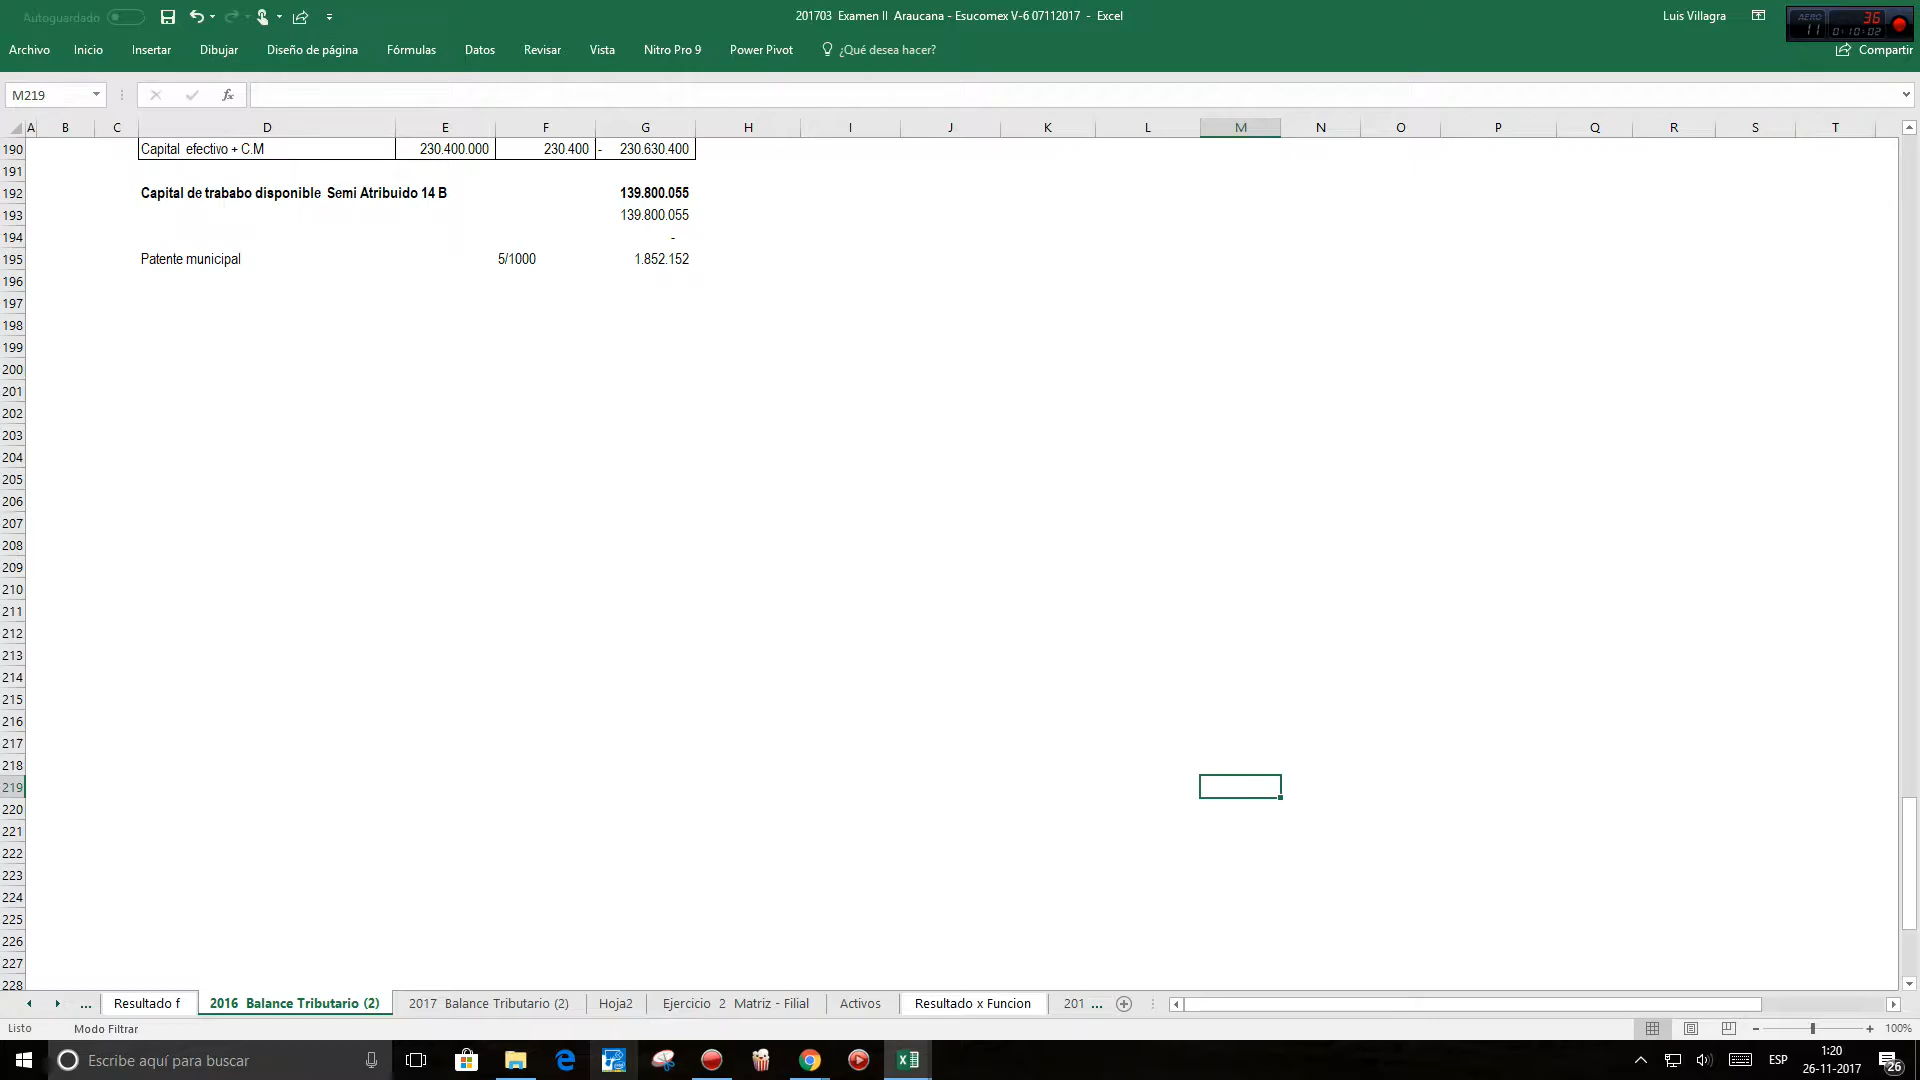 Autoguardado
201703 Examen II Araucana - Esucomex V-6 07112017 - Excel
Luis Villagra
Archivo Inicio Insertar Dibujar Diseño de página Fórmulas Datos Revisar Vista Nitro Pro 9 Power Pivot ¿Qué desea hacer? Compartir
AERO 36
11 0:10:02
M219 fx
A B C D E F G H I J K L M N O P Q R S T
190 Capital efectivo + C.M 230.400.000 230.400 - 230.630.400
191
192 Capital de trababo disponible Semi Atribuido 14 B 139.800.055
193 139.800.055
194 -
195 Patente municipal 5/1000 1.852.152
196
197
198
199
200
201
202
203
204
205
206
207
208
209
210
211
212
213
214
215
216
217
218
219
220
221
222
223
224
225
226
227
228
... Resultado f 2016 Balance Tributario (2) 2017 Balance Tributario (2) Hoja2 Ejercicio 2 Matriz - Filial Activos Resultado x Funcion 201 ...
Listo Modo Filtrar 100%
Escribe aquí para buscar
ESP
1:20
26-11-2017
26